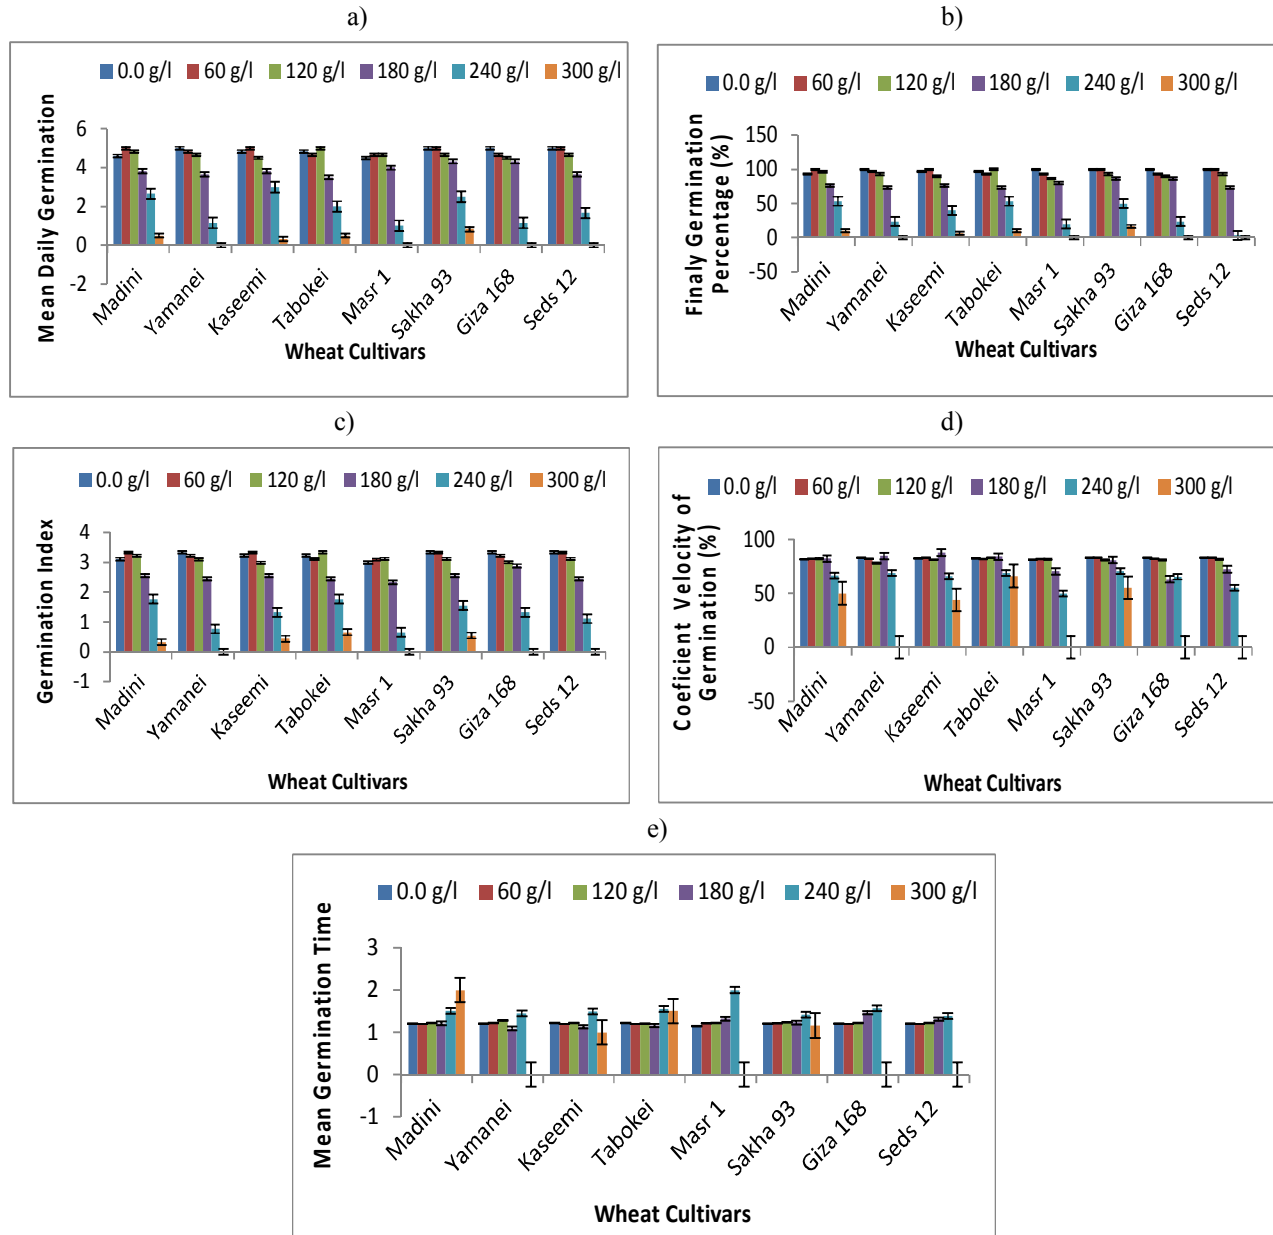 a)
0.0 g/l 60 g/l 120 g/l 180 g/l 240 g/l 300 g/l
Mean Daily Germination
6
4
2
0
-2
Madini Yamanei Kaseemi Tabokei Masr 1 Sakha 93 Giza 168 Seds 12
Wheat Cultivars
b)
0.0 g/l 60 g/l 120 g/l 180 g/l 240 g/l 300 g/l
Finaly Germination
Percentage (%)
150
100
50
0
-50
Madini Yamanei Kaseemi Tabokei Masr 1 Sakha 93 Giza 168 Seds 12
Wheat Cultivars
c)
0.0 g/l 60 g/l 120 g/l 180 g/l 240 g/l 300 g/l
Germination Index
4
3
2
1
0
-1
Madini Yamanei Kaseemi Tabokei Masr 1 Sakha 93 Giza 168 Seds 12
Wheat Cultivars
d)
0.0 g/l 60 g/l 120 g/l 180 g/l 240 g/l 300 g/l
Coeficient Velocity of
Germination (%)
100
50
0
-50
Madini Yamanei Kaseemi Tabokei Masr 1 Sakha 93 Giza 168 Seds 12
Wheat Cultivars
e)
0.0 g/l 60 g/l 120 g/l 180 g/l 240 g/l 300 g/l
Mean Germination Time
3
2
1
0
-1
Madini Yamanei Kaseemi Tabokei Masr 1 Sakha 93 Giza 168 Seds 12
Wheat Cultivars